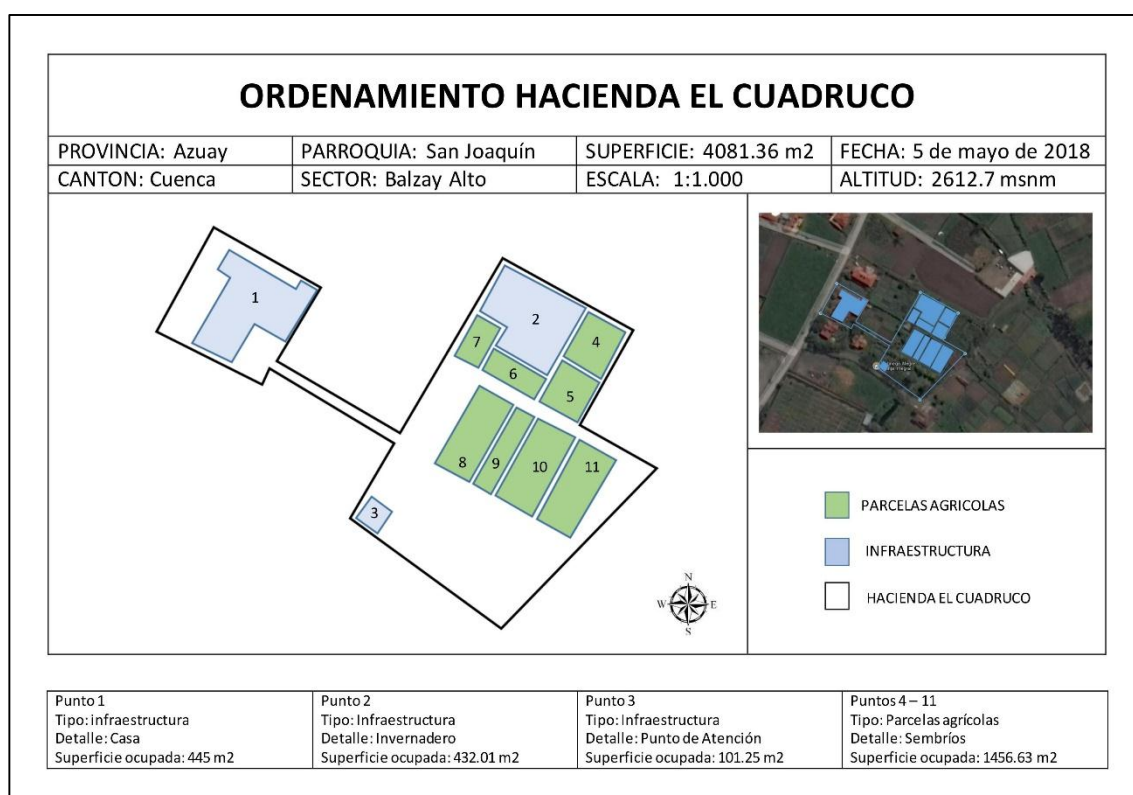 ORDENAMIENTO HACIENDA EL CUADRUCO
PROVINCIA: Azuay
PARROQUIA: San Joaquín
SUPERFICIE: 4081.36 m2
FECHA: 5 de mayo de 2018
CANTON: Cuenca
SECTOR: Balzay Alto
ESCALA: 1:1.000
ALTITUD: 2612.7 msnm
1
2
3
4
5
6
7
8
9
10
11
N
W
E
S
PARCELAS AGRICOLAS
INFRAESTRUCTURA
HACIENDA EL CUADRUCO
Punto 1
Tipo: infraestructura
Detalle: Casa
Superficie ocupada: 445 m2
Punto 2
Tipo: Infraestructura
Detalle: Invernadero
Superficie ocupada: 432.01 m2
Punto 3
Tipo: Infraestructura
Detalle: Punto de Atención
Superficie ocupada: 101.25 m2
Puntos 4 – 11
Tipo: Parcelas agrícolas
Detalle: Sembríos
Superficie ocupada: 1456.63 m2